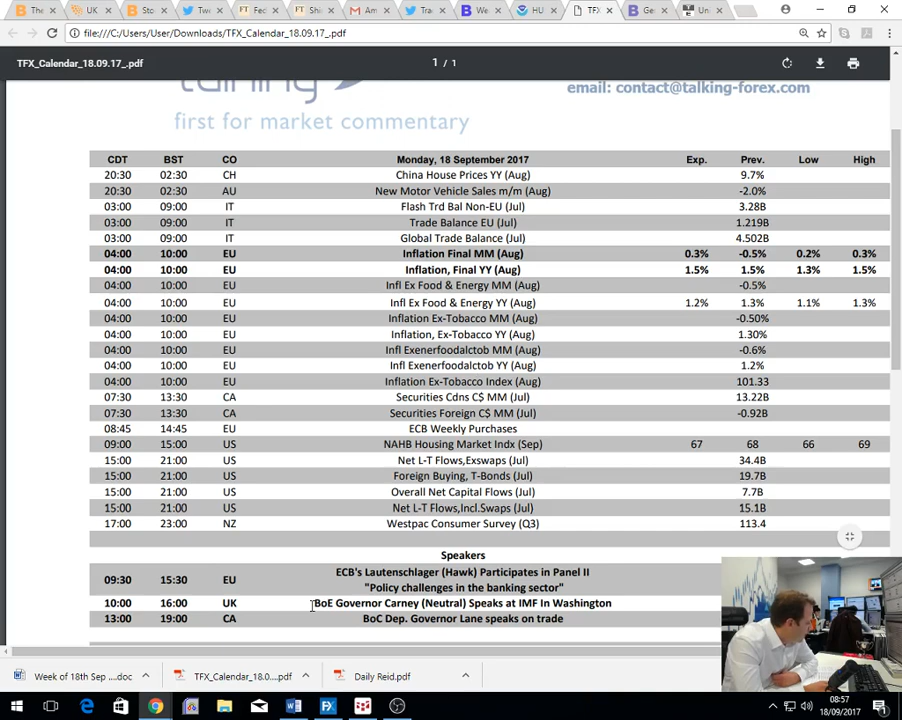 The
UK
Sto
Twi
Fec
Shi
Am
Tra
We
HU
TFX
Ge
Un
file:///C:/Users/User/Downloads/TFX_Calendar_18.09.17_.pdf
TFX_Calendar_18.09.17_.pdf
1 / 1
talking
email: contact@talking-forex.com
first for market commentary
CDT BST CO Monday, 18 September 2017 Exp. Prev. Low High
20:30 02:30 CH China House Prices YY (Aug) 9.7%
20:30 02:30 AU New Motor Vehicle Sales m/m (Aug) -2.0%
03:00 09:00 IT Flash Trd Bal Non-EU (Jul) 3.28B
03:00 09:00 IT Trade Balance EU (Jul) 1.219B
03:00 09:00 IT Global Trade Balance (Jul) 4.502B
04:00 10:00 EU Inflation Final MM (Aug) 0.3% -0.5% 0.2% 0.3%
04:00 10:00 EU Inflation, Final YY (Aug) 1.5% 1.5% 1.3% 1.5%
04:00 10:00 EU Infl Ex Food & Energy MM (Aug) -0.5%
04:00 10:00 EU Infl Ex Food & Energy YY (Aug) 1.2% 1.3% 1.1% 1.3%
04:00 10:00 EU Inflation Ex-Tobacco MM (Aug) -0.50%
04:00 10:00 EU Inflation, Ex-Tobacco YY (Aug) 1.30%
04:00 10:00 EU Infl Exenerfoodalctob MM (Aug) -0.6%
04:00 10:00 EU Infl Exenerfoodalctob YY (Aug) 1.2%
04:00 10:00 EU Inflation Ex-Tobacco Index (Aug) 101.33
07:30 13:30 CA Securities Cdns C$ MM (Jul) 13.22B
07:30 13:30 CA Securities Foreign C$ MM (Jul) -0.92B
08:45 14:45 EU ECB Weekly Purchases
09:00 15:00 US NAHB Housing Market Indx (Sep) 67 68 66 69
15:00 21:00 US Net L-T Flows,Exswaps (Jul) 34.4B
15:00 21:00 US Foreign Buying, T-Bonds (Jul) 19.7B
15:00 21:00 US Overall Net Capital Flows (Jul) 7.7B
15:00 21:00 US Net L-T Flows,Incl.Swaps (Jul) 15.1B
17:00 23:00 NZ Westpac Consumer Survey (Q3) 113.4
Speakers
09:30 15:30 EU ECB's Lautenschlager (Hawk) Participates in Panel II
"Policy challenges in the banking sector"
10:00 16:00 UK BoE Governor Carney (Neutral) Speaks at IMF In Washington
13:00 19:00 CA BoC Dep. Governor Lane speaks on trade
Week of 18th Sep ....doc
TFX_Calendar_18.0....pdf
Daily Reid.pdf
08:57
18/09/2017